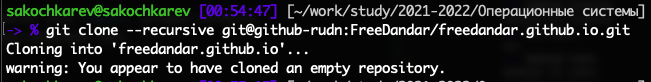 sakochkarev@sakochkarev [00:54:47] [~/work/study/2021-2022/Операционные системы]
-> % git clone --recursive git@github-rudn:FreeDandar/freedandar.github.io.git
Cloning into 'freedandar.github.io'...
warning: You appear to have cloned an empty repository.